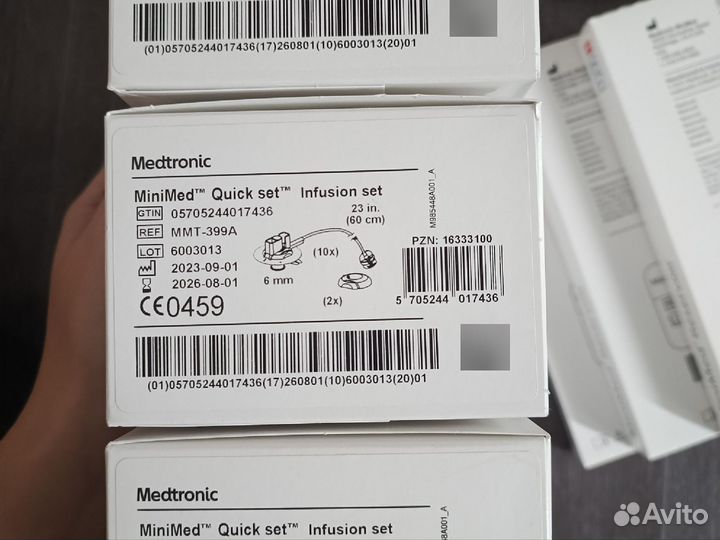 (01)05705244017436(17)260801(10)6003013(20)01
Medtronic
MiniMed™ Quick set™ Infusion set
GTIN 05705244017436
REF MMT-399A
LOT 6003013
2023-09-01
2026-08-01
CE0459
23 in.
(60 cm)
(10x)
6 mm
(2x)
M985448A001_A
PZN: 16333100
5 705244 017436
(01)05705244017436(17)260801(10)6003013(20)01
Medtronic
MiniMed™ Quick set™ Infusion set
48A001_A
Avito